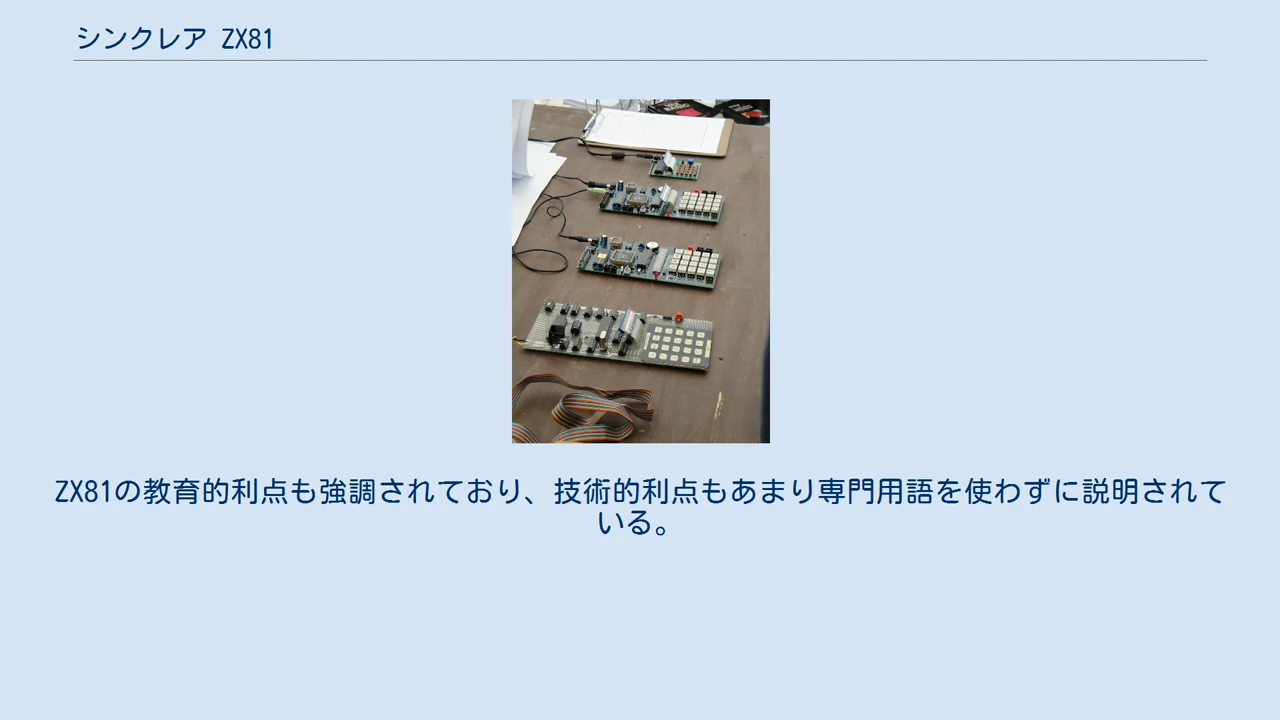 シンクレア ZX81
ZX81の教育的利点も強調されており、技術的利点もあまり専門用語を使わずに説明されて
いる。